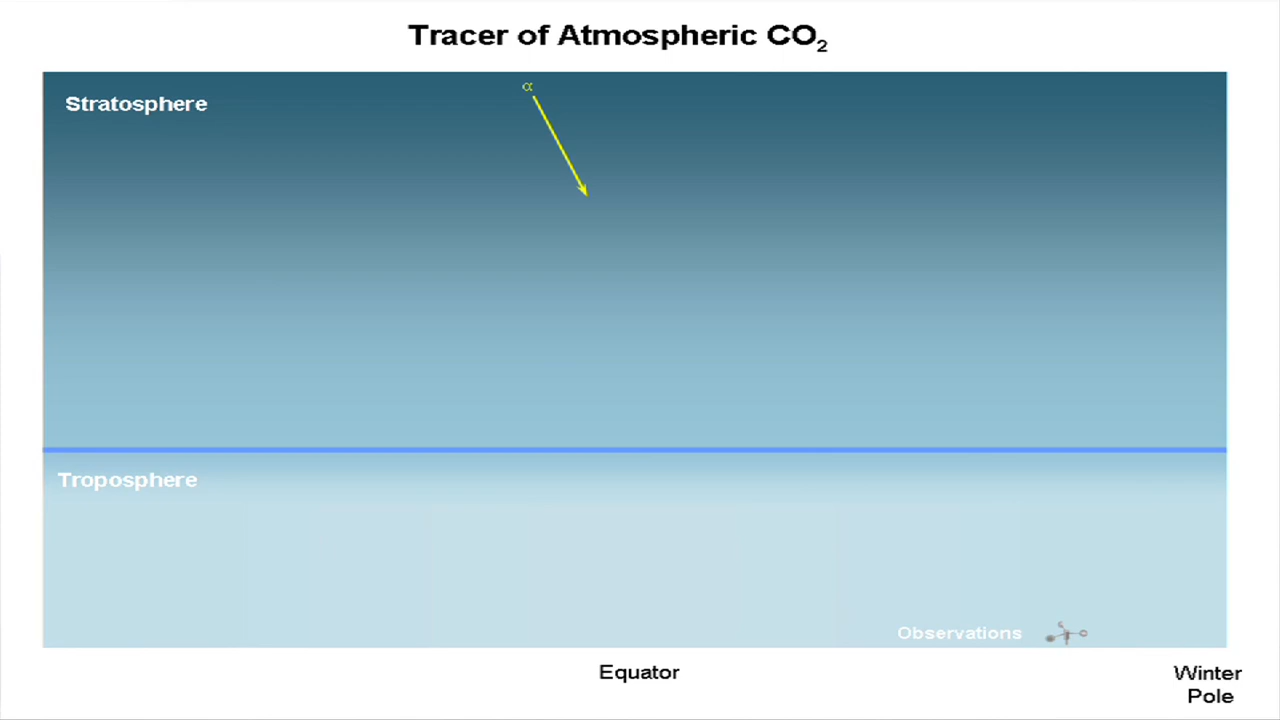 Tracer of Atmospheric CO₂
α
Stratosphere
Troposphere
Observations
Equator
Winter
Pole